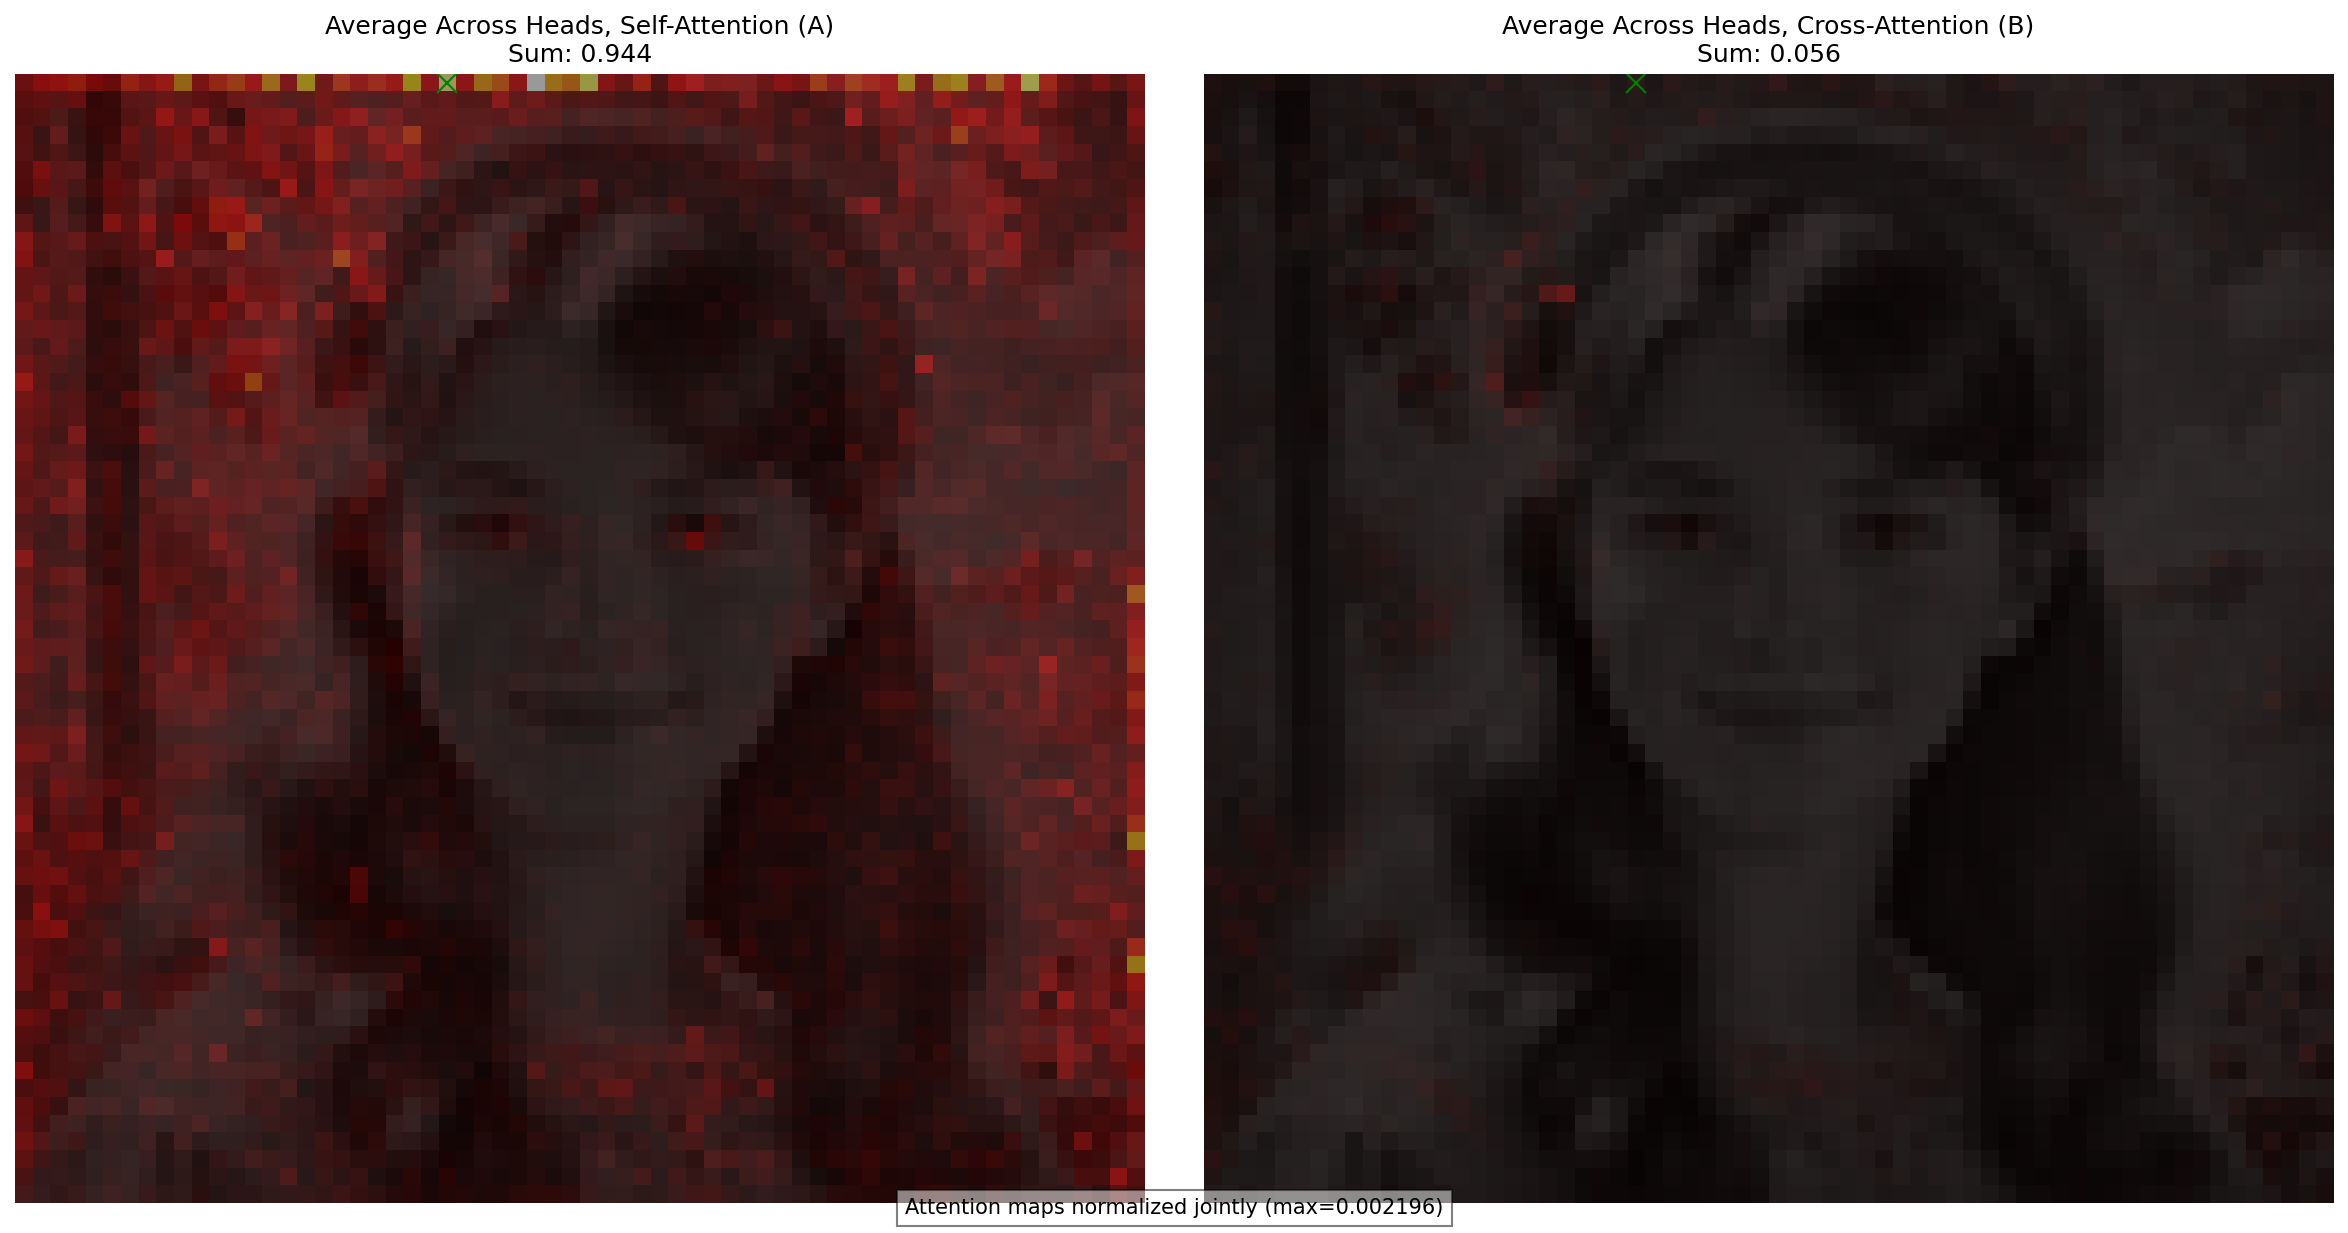 Average Across Heads, Self-Attention (A)
Sum: 0.944
Average Across Heads, Cross-Attention (B)
Sum: 0.056
Attention maps normalized jointly (max=0.002196)